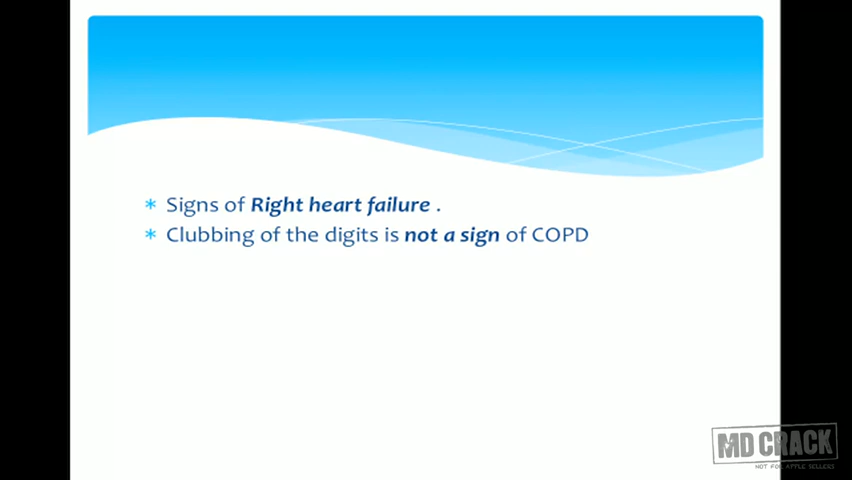 * Signs of Right heart failure .
* Clubbing of the digits is not a sign of COPD
MD CRACK
NOT FOR APPLE SELLERS